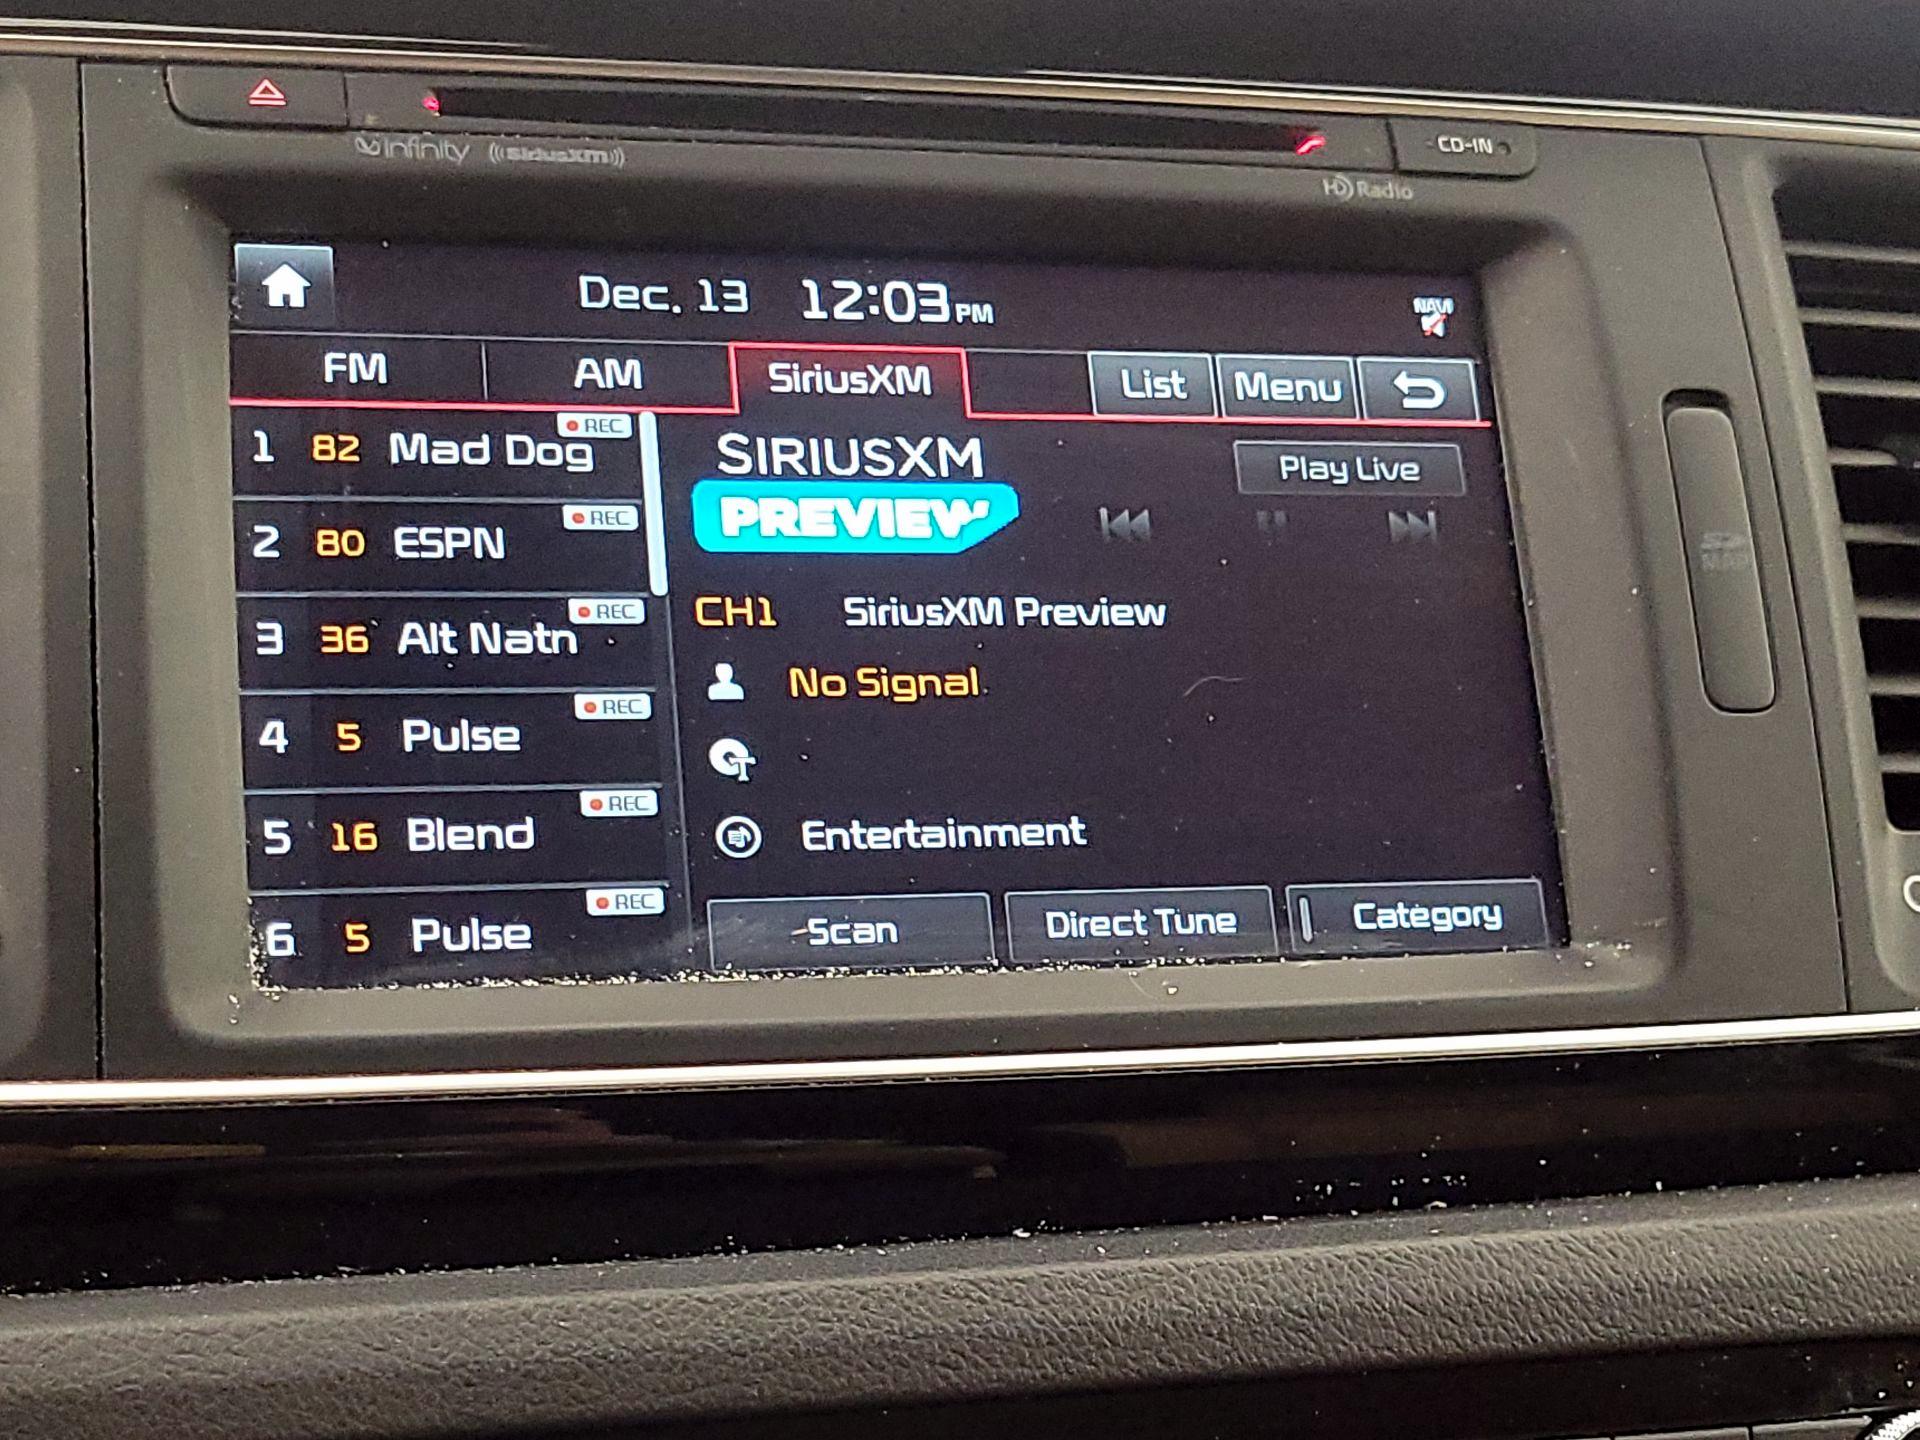 infinity ((SiriusXM))
CD-IN
HD Radio
Dec. 13 12:03 PM
NAVI
FM AM SiriusXM List Menu
1 82 Mad Dog REC
2 80 ESPN REC
3 36 Alt Natn REC
4 5 Pulse REC
5 16 Blend REC
6 5 Pulse REC
SIRIUSXM
PREVIEW
Play Live
CH1 SiriusXM Preview
No Signal
Entertainment
Scan Direct Tune Category